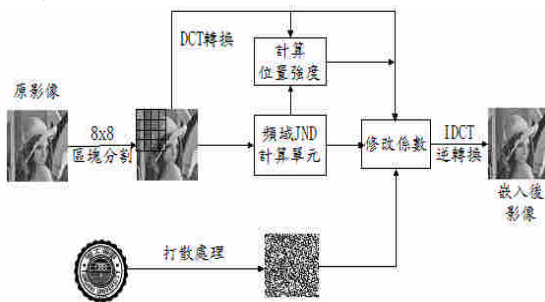 DCT轉換
計算
位置強度
原影像
8x8
區塊分割
頻域JND
計算單元
修改係數
IDCT
逆轉換
嵌入後
影像
打散處理